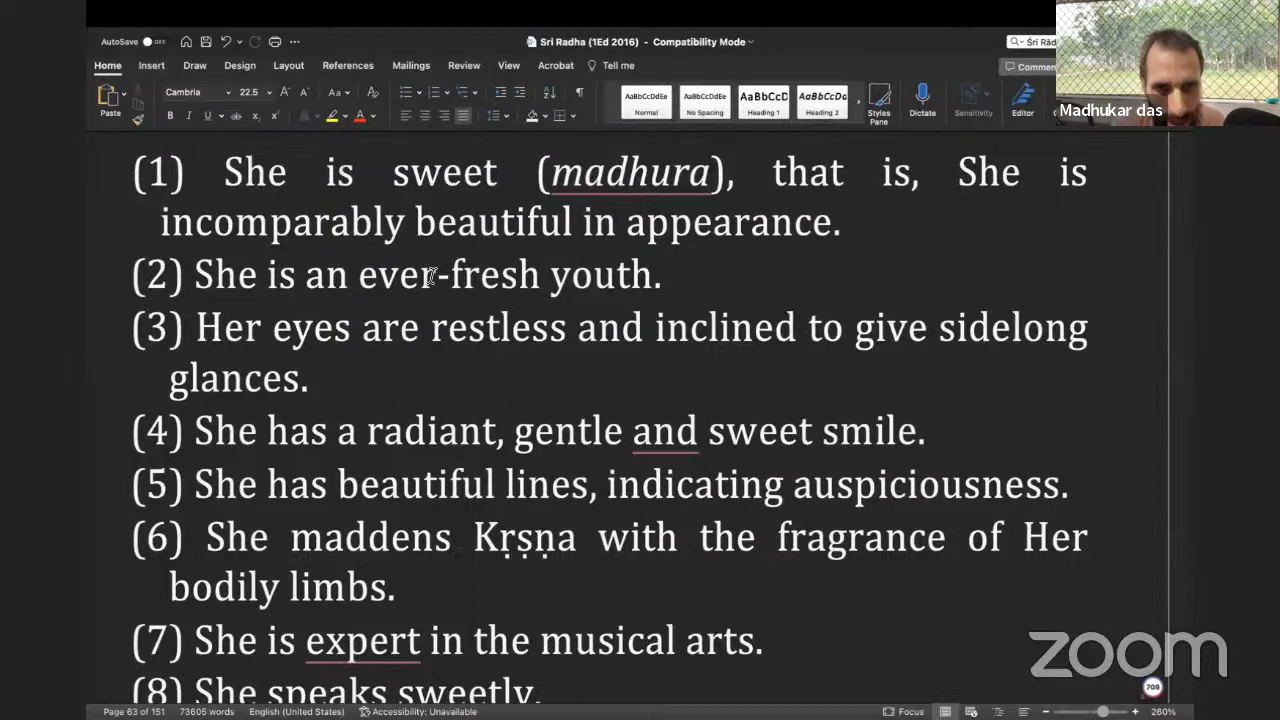 AutoSave OFF
Sri Radha (1Ed 2016) - Compatibility Mode
Home Insert Draw Design Layout References Mailings Review View Acrobat Tell me
Paste
Cambria 22.5
AaBbCcDdEe AaBbCcDdEe AaBbCcD AaBbCcDd
Normal No Spacing Heading 1 Heading 2 Styles Pane Dictate Sensitivity Editor
Madhukar das
(1) She is sweet (madhura), that is, She is
incomparably beautiful in appearance.
(2) She is an ever-fresh youth.
(3) Her eyes are restless and inclined to give sidelong
glances.
(4) She has a radiant, gentle and sweet smile.
(5) She has beautiful lines, indicating auspiciousness.
(6) She maddens Kṛṣṇa with the fragrance of Her
bodily limbs.
(7) She is expert in the musical arts.
(8) She speaks sweetly.
zoom
709
Page 63 of 151 73605 words English (United States) Accessibility: Unavailable Focus 260%